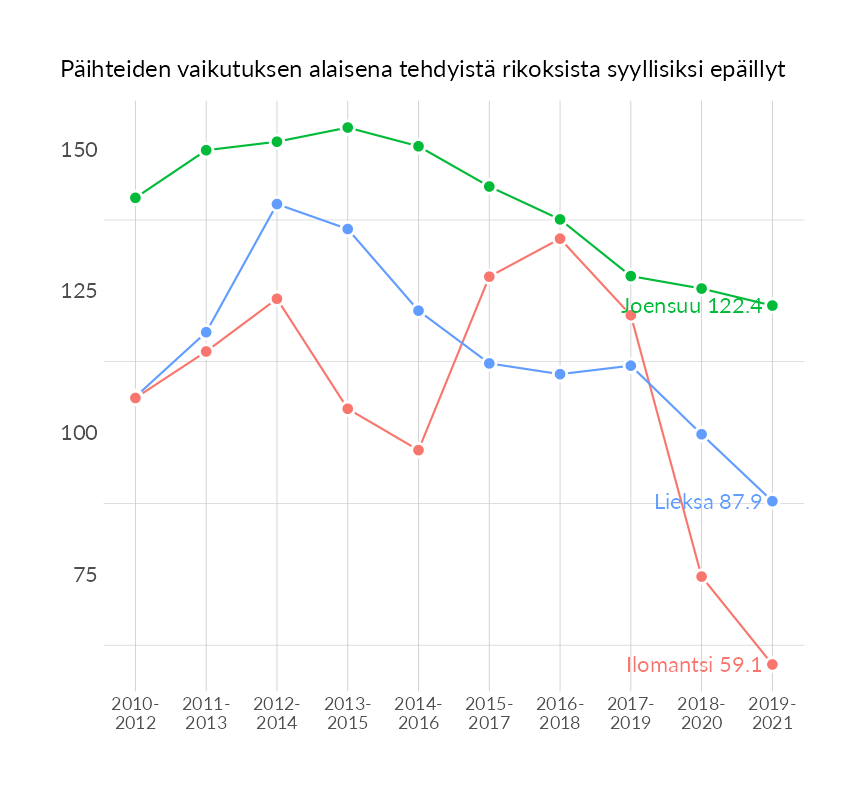 Päihteiden vaikutuksen alaisena tehdyistä rikoksista syyllisiksi epäillyt
150
125
100
75
Joensuu 122.4
Lieksa 87.9
Ilomantsi 59.1
2010- 2011- 2012- 2013- 2014- 2015- 2016- 2017- 2018- 2019-
2012 2013 2014 2015 2016 2017 2018 2019 2020 2021